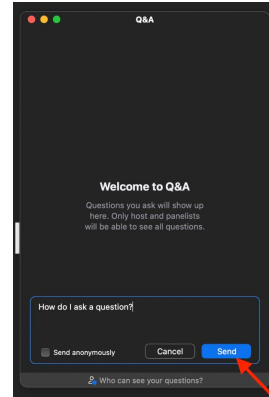 Q&A
Welcome to Q&A
Questions you ask will show up
here. Only host and panelists
will be able to see all questions.
How do I ask a question?
Send anonymously
Cancel
Send
Who can see your questions?